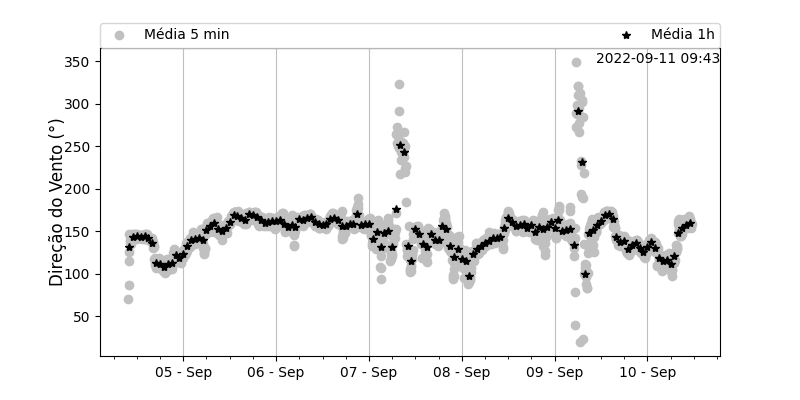 Média 5 min
Média 1h
2022-09-11 09:43
Direção do Vento (°)
350
300
250
200
150
100
50
05 - Sep
06 - Sep
07 - Sep
08 - Sep
09 - Sep
10 - Sep